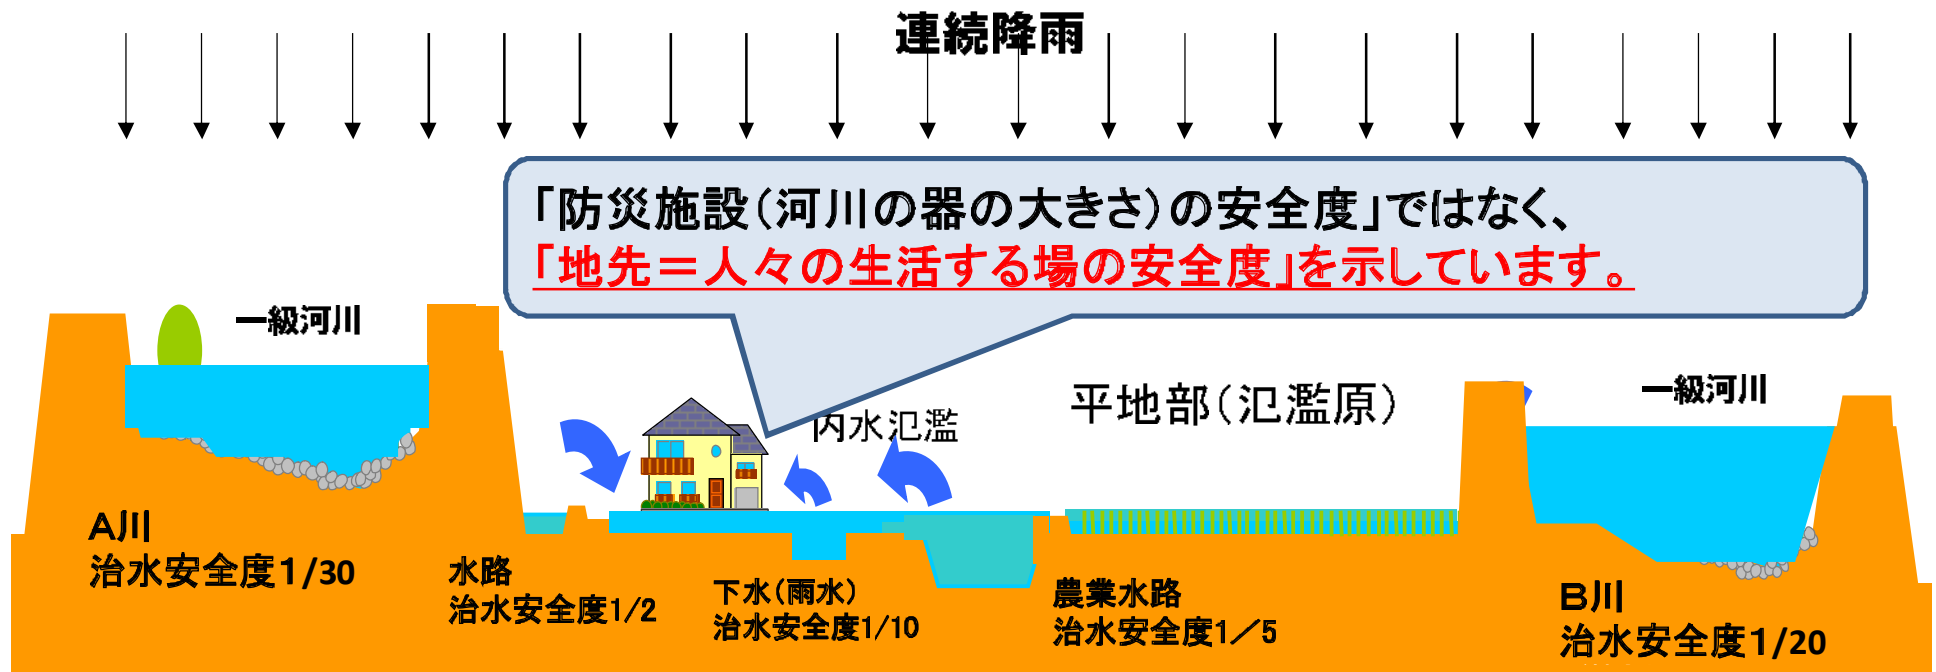 連続降雨
「防災施設(河川の器の大きさ)の安全度」ではなく、
「地先=人々の生活する場の安全度」を示しています。
一級河川
一級河川
平地部(氾濫原)
内水氾濫
A川
治水安全度1/30
水路
治水安全度1/2
下水(雨水)
治水安全度1/10
農業水路
治水安全度1/5
B川
治水安全度1/20